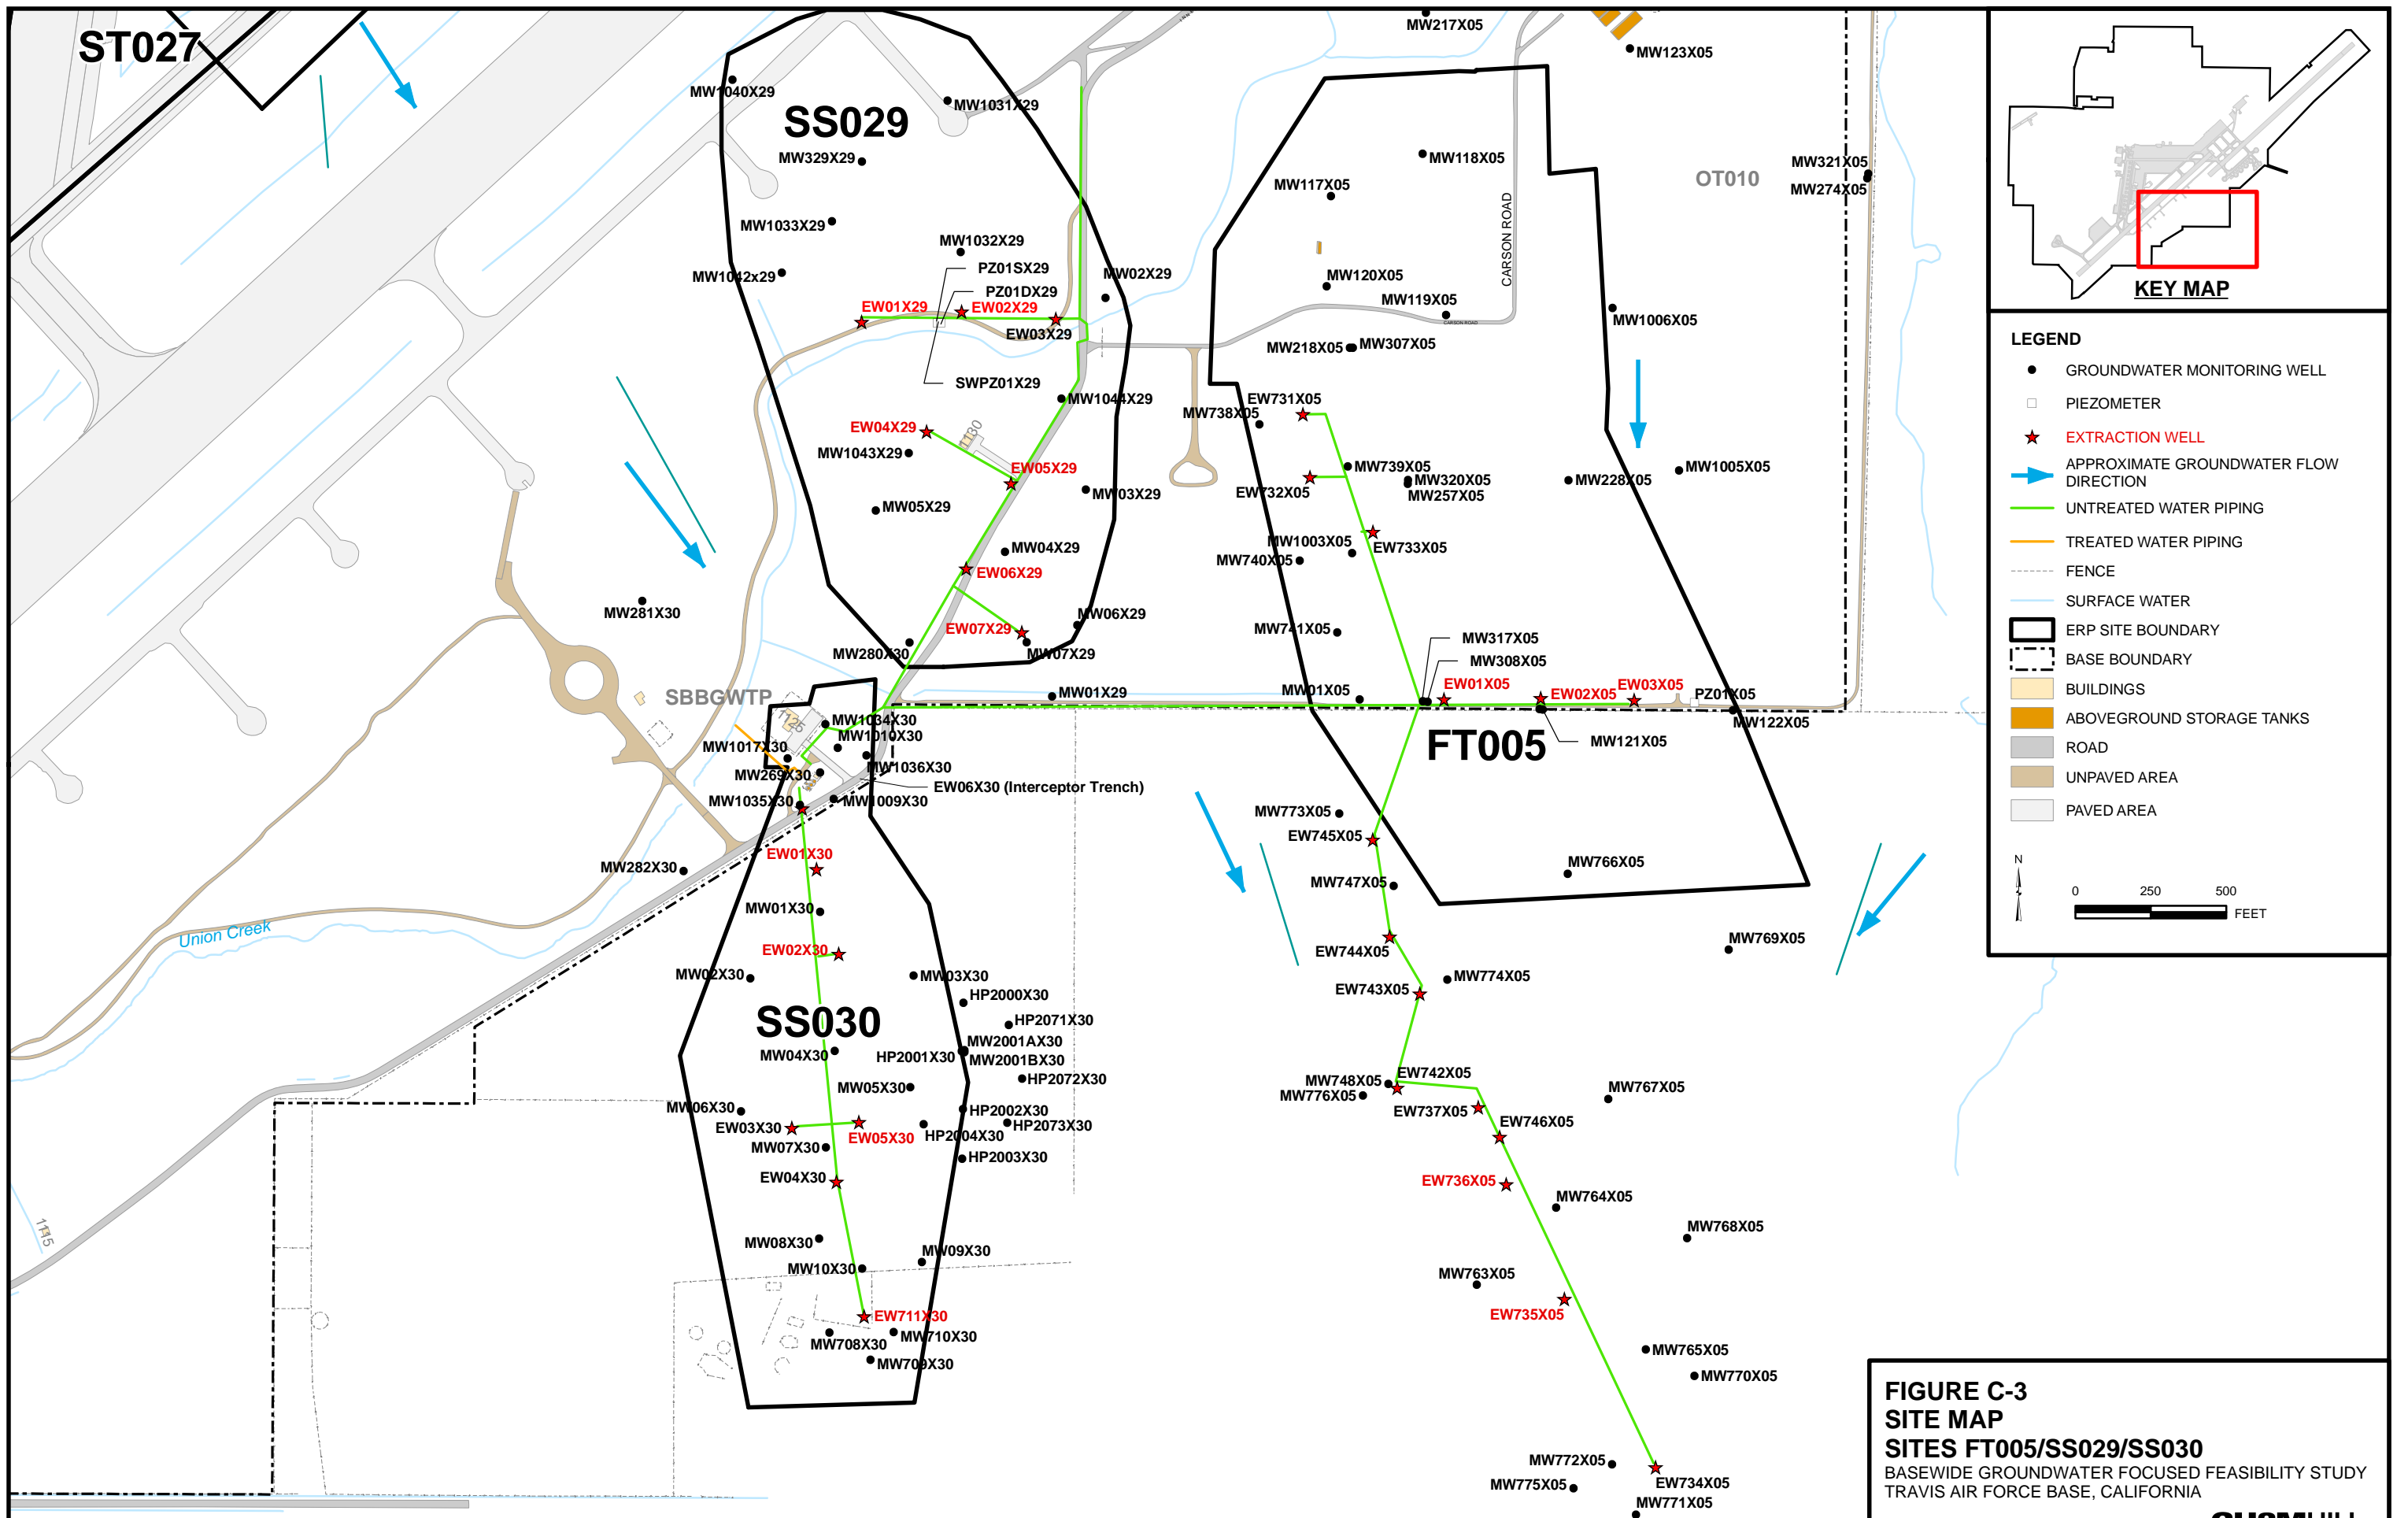 ST027
MW217X05
MW123X05
MW1040X29
MW1031X29
SS029
MW329X29
MW118X05
MW117X05
OT010
MW321X05
MW274X05
MW1033X29
MW1032X29
CARSON ROAD
MW1042x29
PZ01SX29
PZ01DX29
MW02X29
MW120X05
MW119X05
EW01X29
EW02X29
EW03X29
CARSON ROAD
MW1006X05
MW218X05
MW307X05
SWPZ01X29
MW1044X29
EW731X05
MW738X05
EW04X29
1130
MW1043X29
EW05X29
MW739X05
MW320X05
MW257X05
EW732X05
MW228X05
MW1005X05
MW03X29
MW05X29
MW1003X05
EW733X05
MW04X29
MW740X05
EW06X29
MW281X30
MW06X29
EW07X29
MW741X05
MW317X05
MW280X30
MW07X29
MW308X05
SBBGWTP
MW01X29
MW01X05
EW01X05
EW02X05
EW03X05
PZ01X05
MW122X05
1125
MW1034X30
MW1010X30
FT005
MW121X05
MW1017X30
MW269X30
MW1036X30
EW06X30 (Interceptor Trench)
MW1035X30
MW1009X30
MW773X05
EW745X05
EW01X30
MW282X30
MW766X05
MW747X05
MW01X30
Union Creek
EW02X30
EW744X05
MW769X05
MW02X30
MW03X30
MW774X05
EW743X05
HP2000X30
SS030
HP2071X30
MW2001AX30
MW04X30
HP2001X30
MW2001BX30
EW742X05
MW05X30
HP2072X30
MW748X05
MW776X05
MW767X05
MW06X30
HP2002X30
EW737X05
EW03X30
EW05X30
HP2004X30
HP2073X30
EW746X05
MW07X30
HP2003X30
EW04X30
EW736X05
MW764X05
1115
MW08X30
MW09X30
MW768X05
MW10X30
MW763X05
EW711X30
EW735X05
MW708X30
MW710X30
MW709X30
MW765X05
MW770X05
MW772X05
MW775X05
EW734X05
MW771X05
KEY MAP
LEGEND
GROUNDWATER MONITORING WELL
PIEZOMETER
EXTRACTION WELL
APPROXIMATE GROUNDWATER FLOW
DIRECTION
UNTREATED WATER PIPING
TREATED WATER PIPING
FENCE
SURFACE WATER
ERP SITE BOUNDARY
BASE BOUNDARY
BUILDINGS
ABOVEGROUND STORAGE TANKS
ROAD
UNPAVED AREA
PAVED AREA
N
0 250 500
FEET
FIGURE C-3
SITE MAP
SITES FT005/SS029/SS030
BASEWIDE GROUNDWATER FOCUSED FEASIBILITY STUDY
TRAVIS AIR FORCE BASE, CALIFORNIA